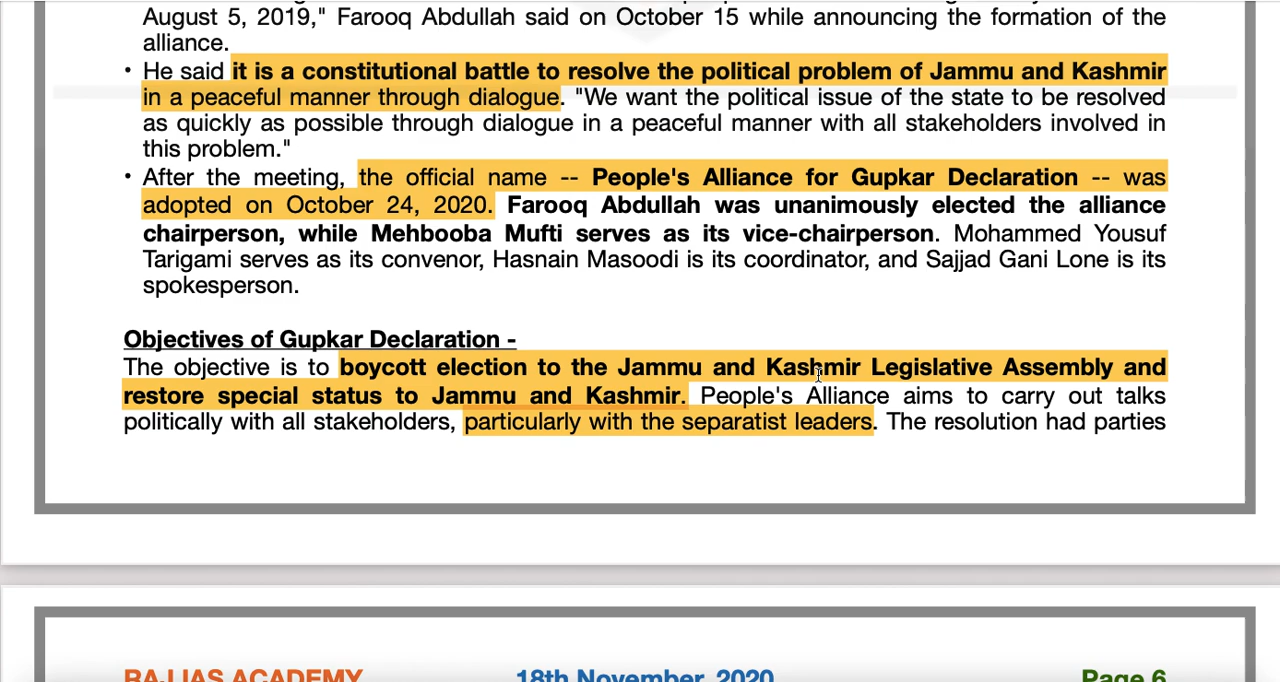 August 5, 2019," Farooq Abdullah said on October 15 while announcing the formation of the
alliance.
• He said it is a constitutional battle to resolve the political problem of Jammu and Kashmir
in a peaceful manner through dialogue. "We want the political issue of the state to be resolved
as quickly as possible through dialogue in a peaceful manner with all stakeholders involved in
this problem."
• After the meeting, the official name -- People's Alliance for Gupkar Declaration -- was
adopted on October 24, 2020. Farooq Abdullah was unanimously elected the alliance
chairperson, while Mehbooba Mufti serves as its vice-chairperson. Mohammed Yousuf
Tarigami serves as its convenor, Hasnain Masoodi is its coordinator, and Sajjad Gani Lone is its
spokesperson.
Objectives of Gupkar Declaration -
The objective is to boycott election to the Jammu and Kashmir Legislative Assembly and
restore special status to Jammu and Kashmir. People's Alliance aims to carry out talks
politically with all stakeholders, particularly with the separatist leaders. The resolution had parties
18th November, 2020 Page 6